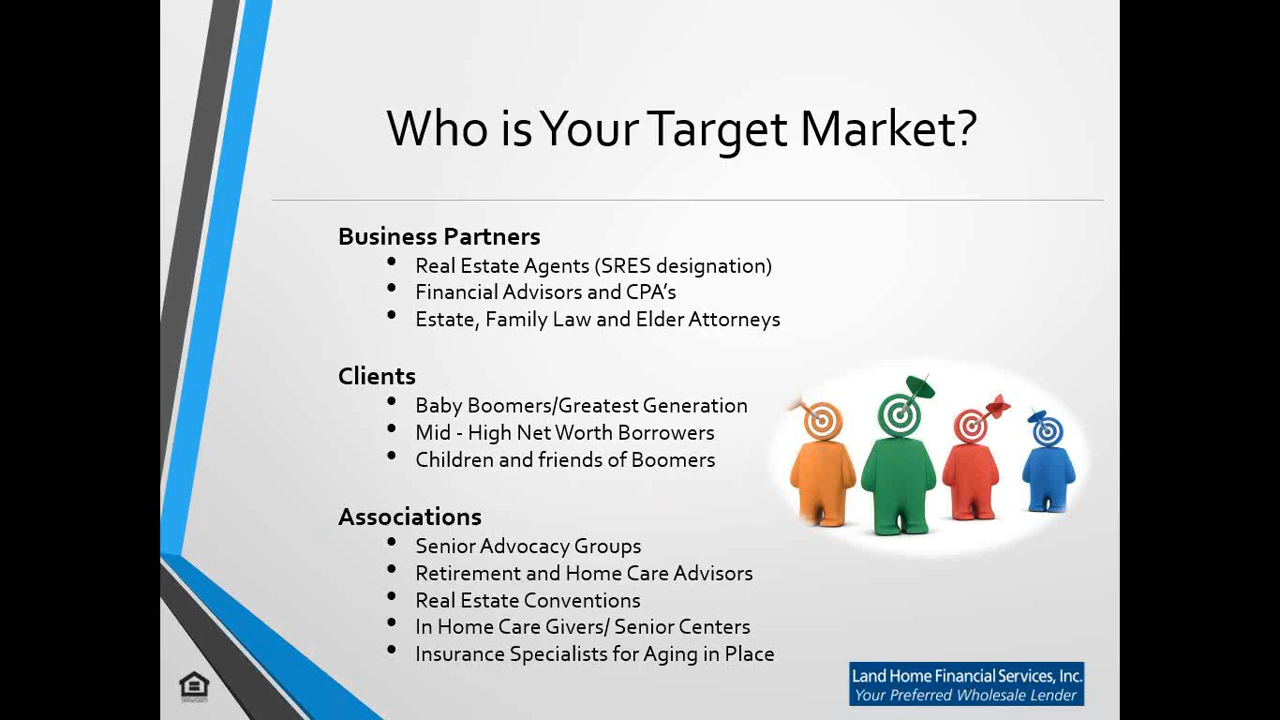 Who is Your Target Market?
Business Partners
• Real Estate Agents (SRES designation)
• Financial Advisors and CPA's
• Estate, Family Law and Elder Attorneys
Clients
• Baby Boomers/Greatest Generation
• Mid - High Net Worth Borrowers
• Children and friends of Boomers
Associations
• Senior Advocacy Groups
• Retirement and Home Care Advisors
• Real Estate Conventions
• In Home Care Givers/ Senior Centers
• Insurance Specialists for Aging in Place
Land Home Financial Services, Inc.
Your Preferred Wholesale Lender